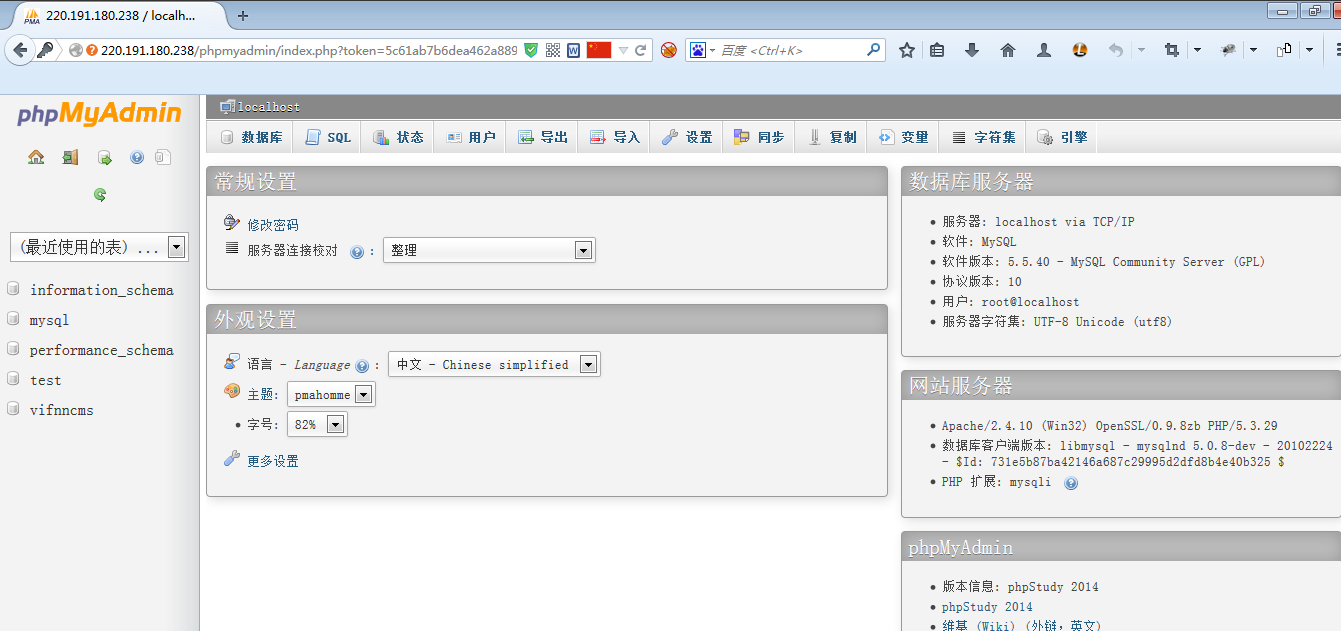 220.191.180.238 / localh...
220.191.180.238/phpmyadmin/index.php?token=5c61ab7b6dea462a889
百度 <Ctrl+K>
phpMyAdmin
(最近使用的表) ...
information_schema
mysql
performance_schema
test
vifnncms
localhost
数据库 SQL 状态 用户 导出 导入 设置 同步 复制 变量 字符集 引擎
常规设置
修改密码
服务器连接校对 : 整理
外观设置
语言 - Language : 中文 - Chinese simplified
主题: pmahomme
字号: 82%
更多设置
数据库服务器
服务器: localhost via TCP/IP
软件: MySQL
软件版本: 5.5.40 - MySQL Community Server (GPL)
协议版本: 10
用户: root@localhost
服务器字符集: UTF-8 Unicode (utf8)
网站服务器
Apache/2.4.10 (Win32) OpenSSL/0.9.8zb PHP/5.3.29
数据库客户端版本: libmysql - mysqlnd 5.0.8-dev - 20102224
- $Id: 731e5b87ba42146a687c29995d2dfd8b4e40b325 $
PHP 扩展: mysqli
phpMyAdmin
版本信息: phpStudy 2014
phpStudy 2014
维基 (Wiki) (外链，英文)